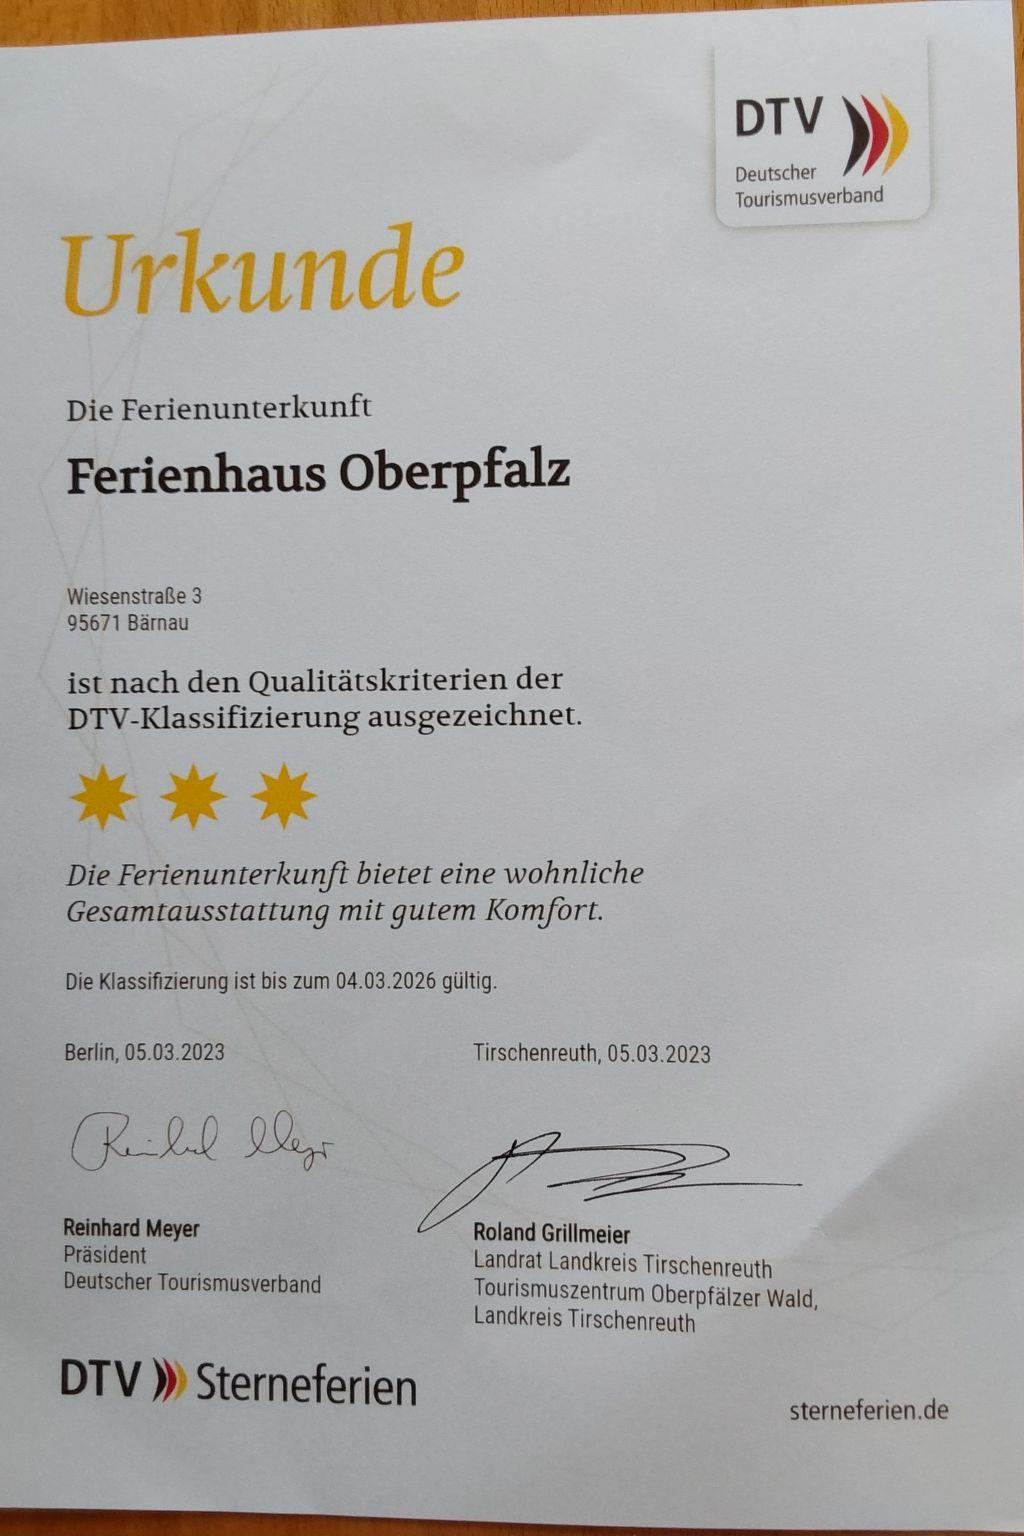 DTV
Deutscher
Tourismusverband
Urkunde
Die Ferienunterkunft
Ferienhaus Oberpfalz
Wiesenstraße 3
95671 Bärnau
ist nach den Qualitätskriterien der
DTV-Klassifizierung ausgezeichnet.
Die Ferienunterkunft bietet eine wohnliche
Gesamtausstattung mit gutem Komfort.
Die Klassifizierung ist bis zum 04.03.2026 gültig.
Berlin, 05.03.2023
Reinhard Meyer
Reinhard Meyer
Präsident
Deutscher Tourismusverband
Tirschenreuth, 05.03.2023
Roland Grillmeier
Landrat Landkreis Tirschenreuth
Tourismuszentrum Oberpfälzer Wald,
Landkreis Tirschenreuth
DTV Sterneferien
sterneferien.de